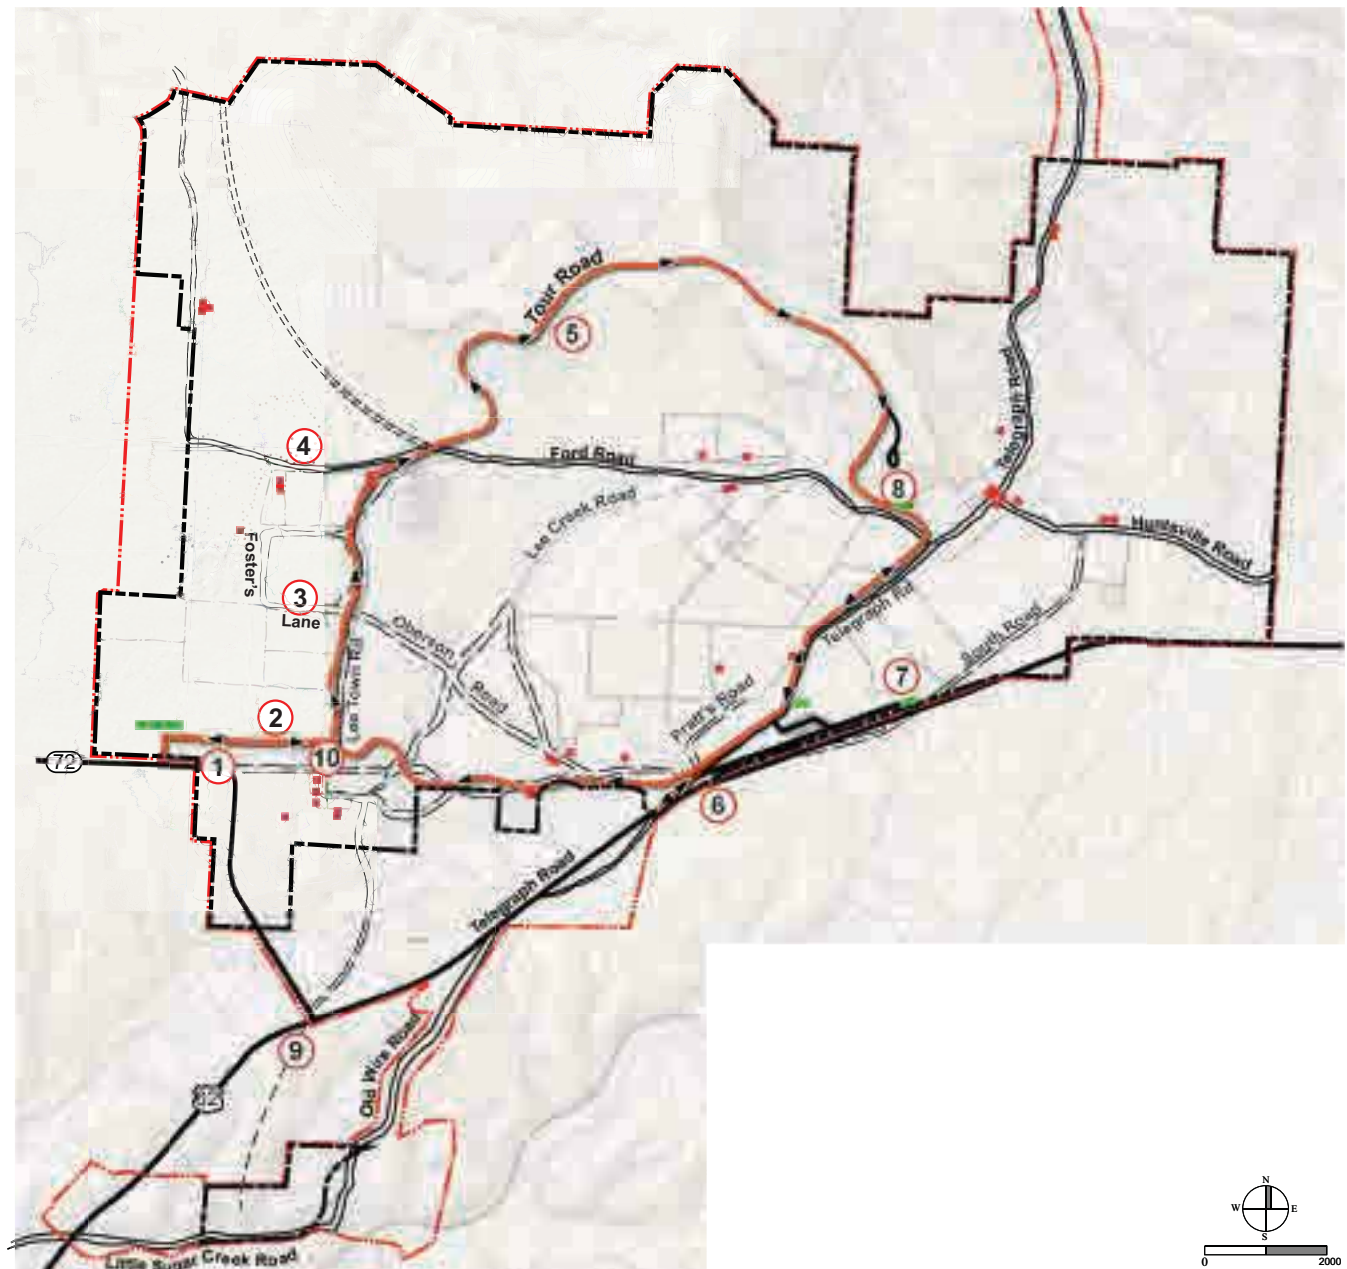 Tour Road
5
4
Ford Road
Telegraph Road
8
Lee Creek Road
Huntsville Road
Foster's
3
Lane
Oberson
Road
Telegraph Rd
South Road
Lee Town Rd
7
Pratt's Road
2
72
1
10
6
Telegraph Road
9
Old Wire Road
62
Little Sugar Creek Road
N
W
E
S
0
2000